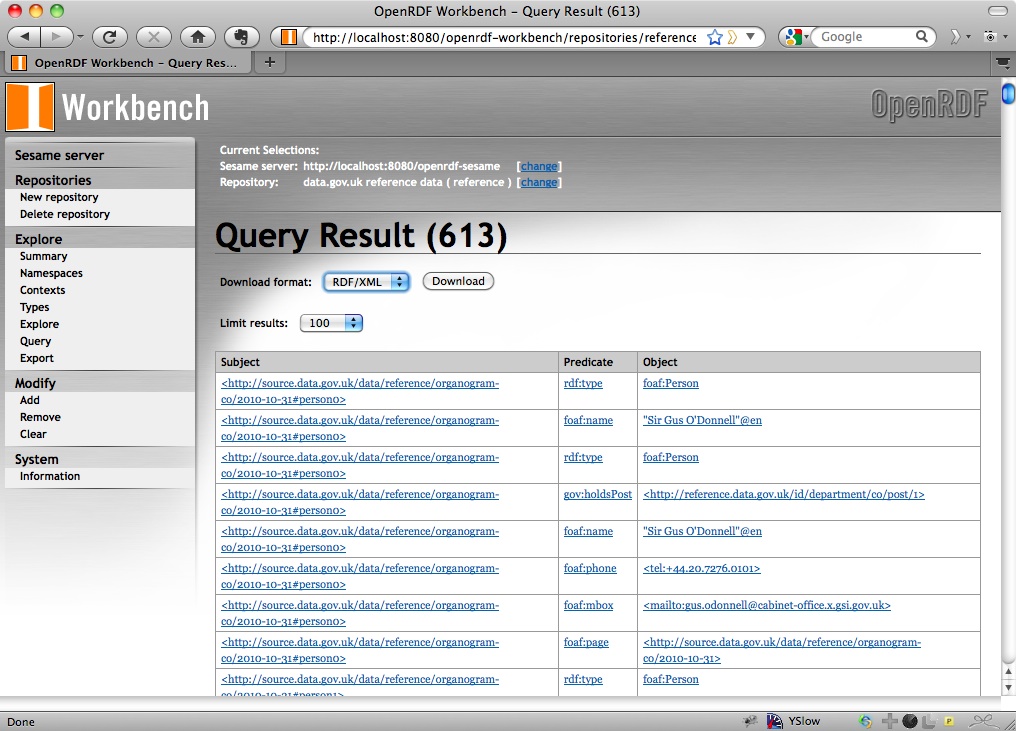 OpenRDF Workbench – Query Result (613)
http://localhost:8080/openrdf-workbench/repositories/reference
Google
OpenRDF Workbench – Query Res...
Workbench
OpenRDF
Sesame server
Repositories
New repository
Delete repository
Explore
Summary
Namespaces
Contexts
Types
Explore
Query
Export
Modify
Add
Remove
Clear
System
Information
Current Selections:
Sesame server: http://localhost:8080/openrdf-sesame [change]
Repository: data.gov.uk reference data ( reference ) [change]
Query Result (613)
Download format: RDF/XML Download
Limit results: 100
Subject Predicate Object
<http://source.data.gov.uk/data/reference/organogram- rdf:type foaf:Person
co/2010-10-31#person0>
<http://source.data.gov.uk/data/reference/organogram- foaf:name "Sir Gus O'Donnell"@en
co/2010-10-31#person0>
<http://source.data.gov.uk/data/reference/organogram- rdf:type foaf:Person
co/2010-10-31#person0>
<http://source.data.gov.uk/data/reference/organogram- gov:holdsPost <http://reference.data.gov.uk/id/department/co/post/1>
co/2010-10-31#person0>
<http://source.data.gov.uk/data/reference/organogram- foaf:name "Sir Gus O'Donnell"@en
co/2010-10-31#person0>
<http://source.data.gov.uk/data/reference/organogram- foaf:phone <tel:+44.20.7276.0101>
co/2010-10-31#person0>
<http://source.data.gov.uk/data/reference/organogram- foaf:mbox <mailto:gus.odonnell@cabinet-office.x.gsi.gov.uk>
co/2010-10-31#person0>
<http://source.data.gov.uk/data/reference/organogram- foaf:page <http://source.data.gov.uk/data/reference/organogram-
co/2010-10-31#person0> co/2010-10-31>
<http://source.data.gov.uk/data/reference/organogram- rdf:type foaf:Person
co/2010-10-31#person1>
Done
YSlow
P